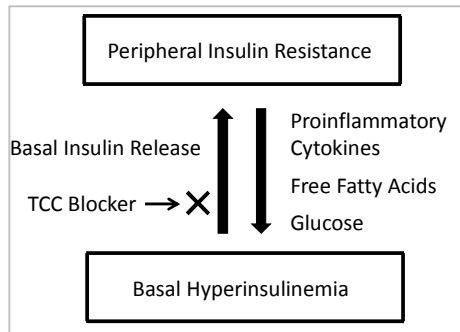 Peripheral Insulin Resistance
Basal Insulin Release
TCC Blocker
Proinflammatory
Cytokines
Free Fatty Acids
Glucose
Basal Hyperinsulinemia